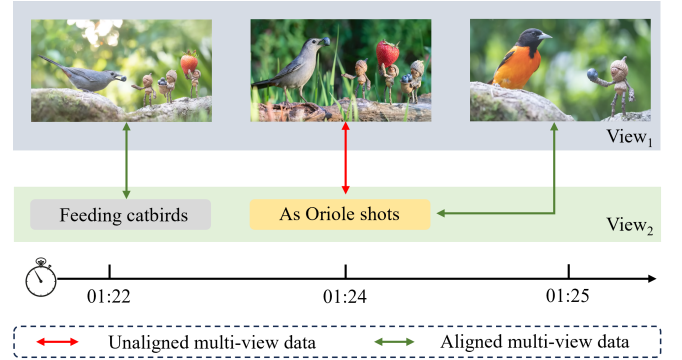 View1
Feeding catbirds
As Oriole shots
View2
01:22
01:24
01:25
Unaligned multi-view data
Aligned multi-view data